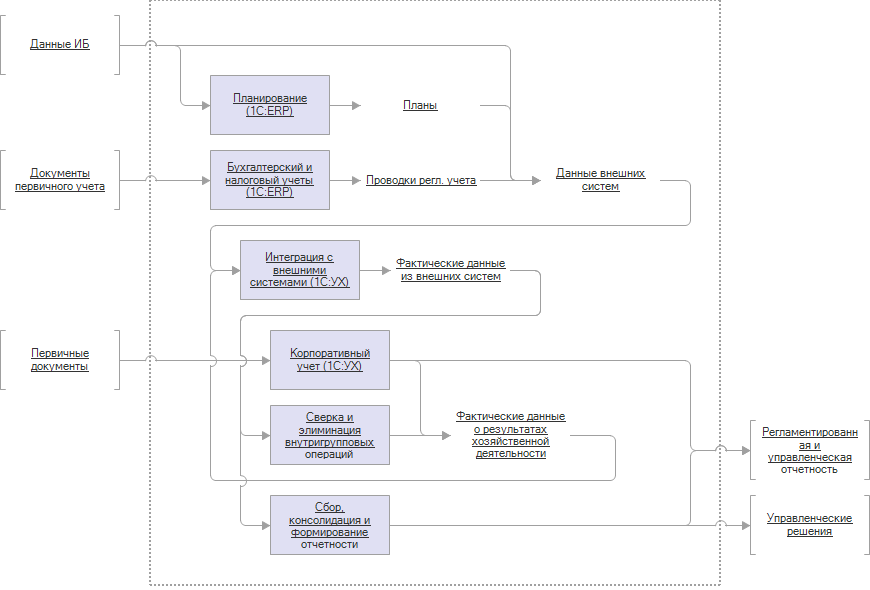 Данные ИБ
Планирование
(1С:ERP)
Планы
Документы
первичного учета
Бухгалтерский и
налоговый учеты
(1С:ERP)
Проводки регл. учета
Данные внешних
систем
Интеграция с
внешними
системами (1С:УХ)
Фактические данные
из внешних систем
Первичные
документы
Корпоративный
учет (1С:УХ)
Сверка и
элиминация
внутригрупповых
операций
Фактические данные
о результатах
хозяйственной
деятельности
Регламентированн
ая и
управленческая
отчетность
Сбор,
консолидация и
формирование
отчетности
Управленческие
решения